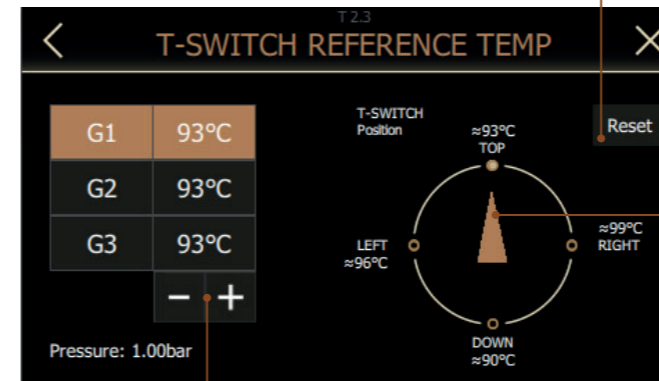 T 2.3
T-SWITCH REFERENCE TEMP
G1 93°C
G2 93°C
G3 93°C
− +
Pressure: 1.00bar
T-SWITCH
Position
≈93°C
TOP
Reset
LEFT
≈96°C
≈99°C
RIGHT
DOWN
≈90°C